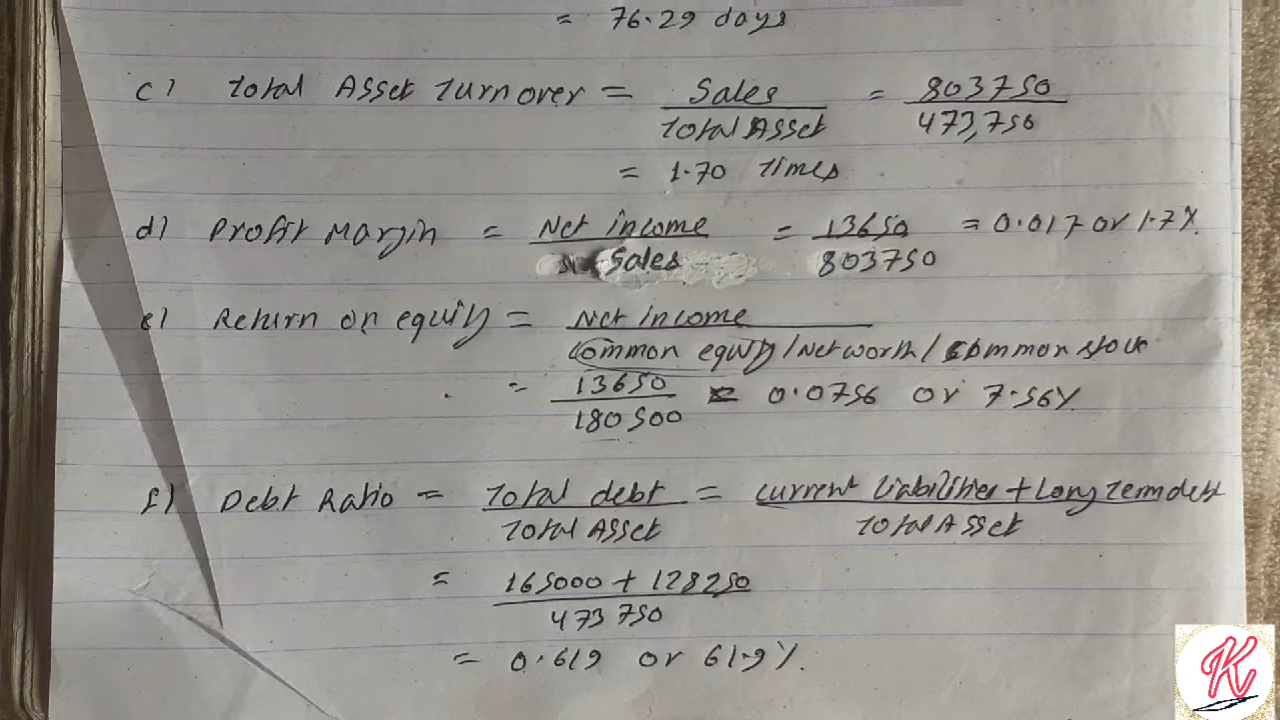 = 76.29 days
c) Total Asset Turnover = Sales / Total Asset = 803750 / 473,750
= 1.70 Times
d) Profit Margin = Net income / Sales = 13650 / 803750 = 0.017 or 1.7%.
e) Return on equity = Net Income / Common equity / Net worth / Common stock
= 13650 / 180500 = 0.0756 or 7.56%
f) Debt Ratio = Total debt / Total Asset = Current liabilities + Long Term debt / Total Asset
= 165000 + 128250 / 473750
= 0.619 or 61.9%.
K